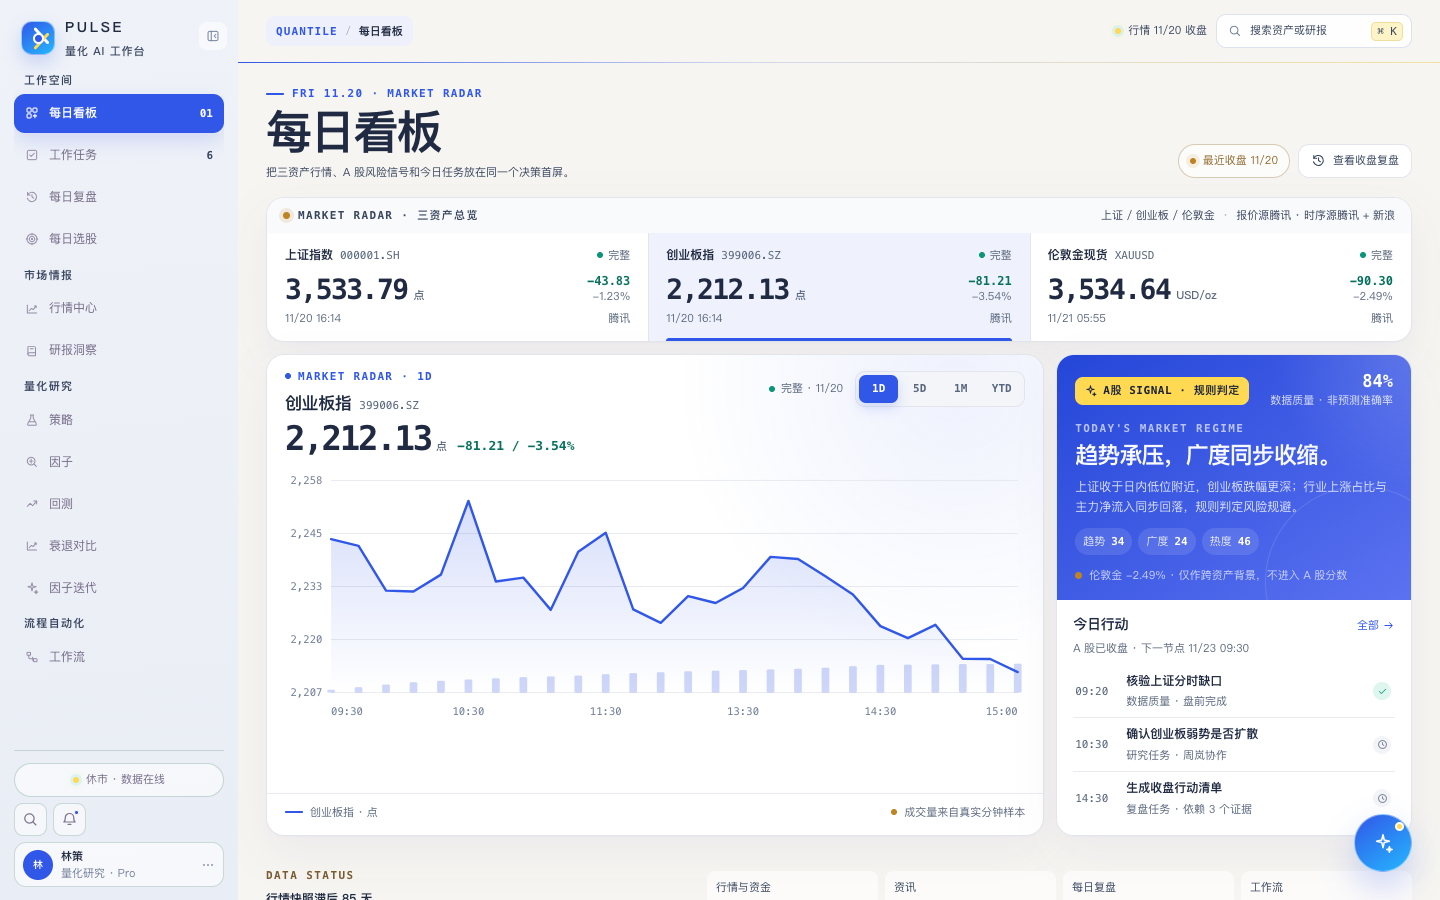 PULSE
量化 AI 工作台
工作空间
每日看板 01
工作任务 6
每日复盘
每日选股
市场情报
行情中心
研报洞察
量化研究
策略
因子
回测
衰退对比
因子迭代
流程自动化
工作流
休市 · 数据在线
林
林策
量化研究 · Pro
QUANTILE / 每日看板
行情 11/20 收盘
搜索资产或研报 ⌘ K
FRI 11.20 · MARKET RADAR
每日看板
把三资产行情、A 股风险信号和今日任务放在同一个决策首屏。
最近收盘 11/20
查看收盘复盘
MARKET RADAR · 三资产总览
上证 / 创业板 / 伦敦金 · 报价源腾讯 · 时序源腾讯 + 新浪
上证指数 000001.SH 完整
3,533.79 点 −43.83
−1.23%
11/20 16:14 腾讯
创业板指 399006.SZ 完整
2,212.13 点 −81.21
−3.54%
11/20 16:14 腾讯
伦敦金现货 XAUUSD 完整
3,534.64 USD/oz −90.30
−2.49%
11/21 05:55 腾讯
MARKET RADAR · 1D
创业板指 399006.SZ
2,212.13 点 −81.21 / −3.54%
完整 · 11/20
1D 5D 1M YTD
2,258
2,245
2,233
2,220
2,207
09:30 10:30 11:30 13:30 14:30 15:00
创业板指 · 点
成交量来自真实分钟样本
A股 SIGNAL · 规则判定
84%
数据质量 · 非预测准确率
TODAY'S MARKET REGIME
趋势承压，广度同步收缩。
上证收于日内低位附近，创业板跌幅更深；行业上涨占比与
主力净流入同步回落，规则判定风险规避。
趋势 34 广度 24 热度 46
伦敦金 −2.49% · 仅作跨资产背景，不进入 A 股分数
今日行动 全部 →
A 股已收盘 · 下一节点 11/23 09:30
09:20 核验上证分时缺口
数据质量 · 盘前完成
10:30 确认创业板弱势是否扩散
研究任务 · 周岚协作
14:30 生成收盘行动清单
复盘任务 · 依赖 3 个证据
DATA STATUS
行情快照滞后 85 天
行情与资金
资讯
每日复盘
工作流